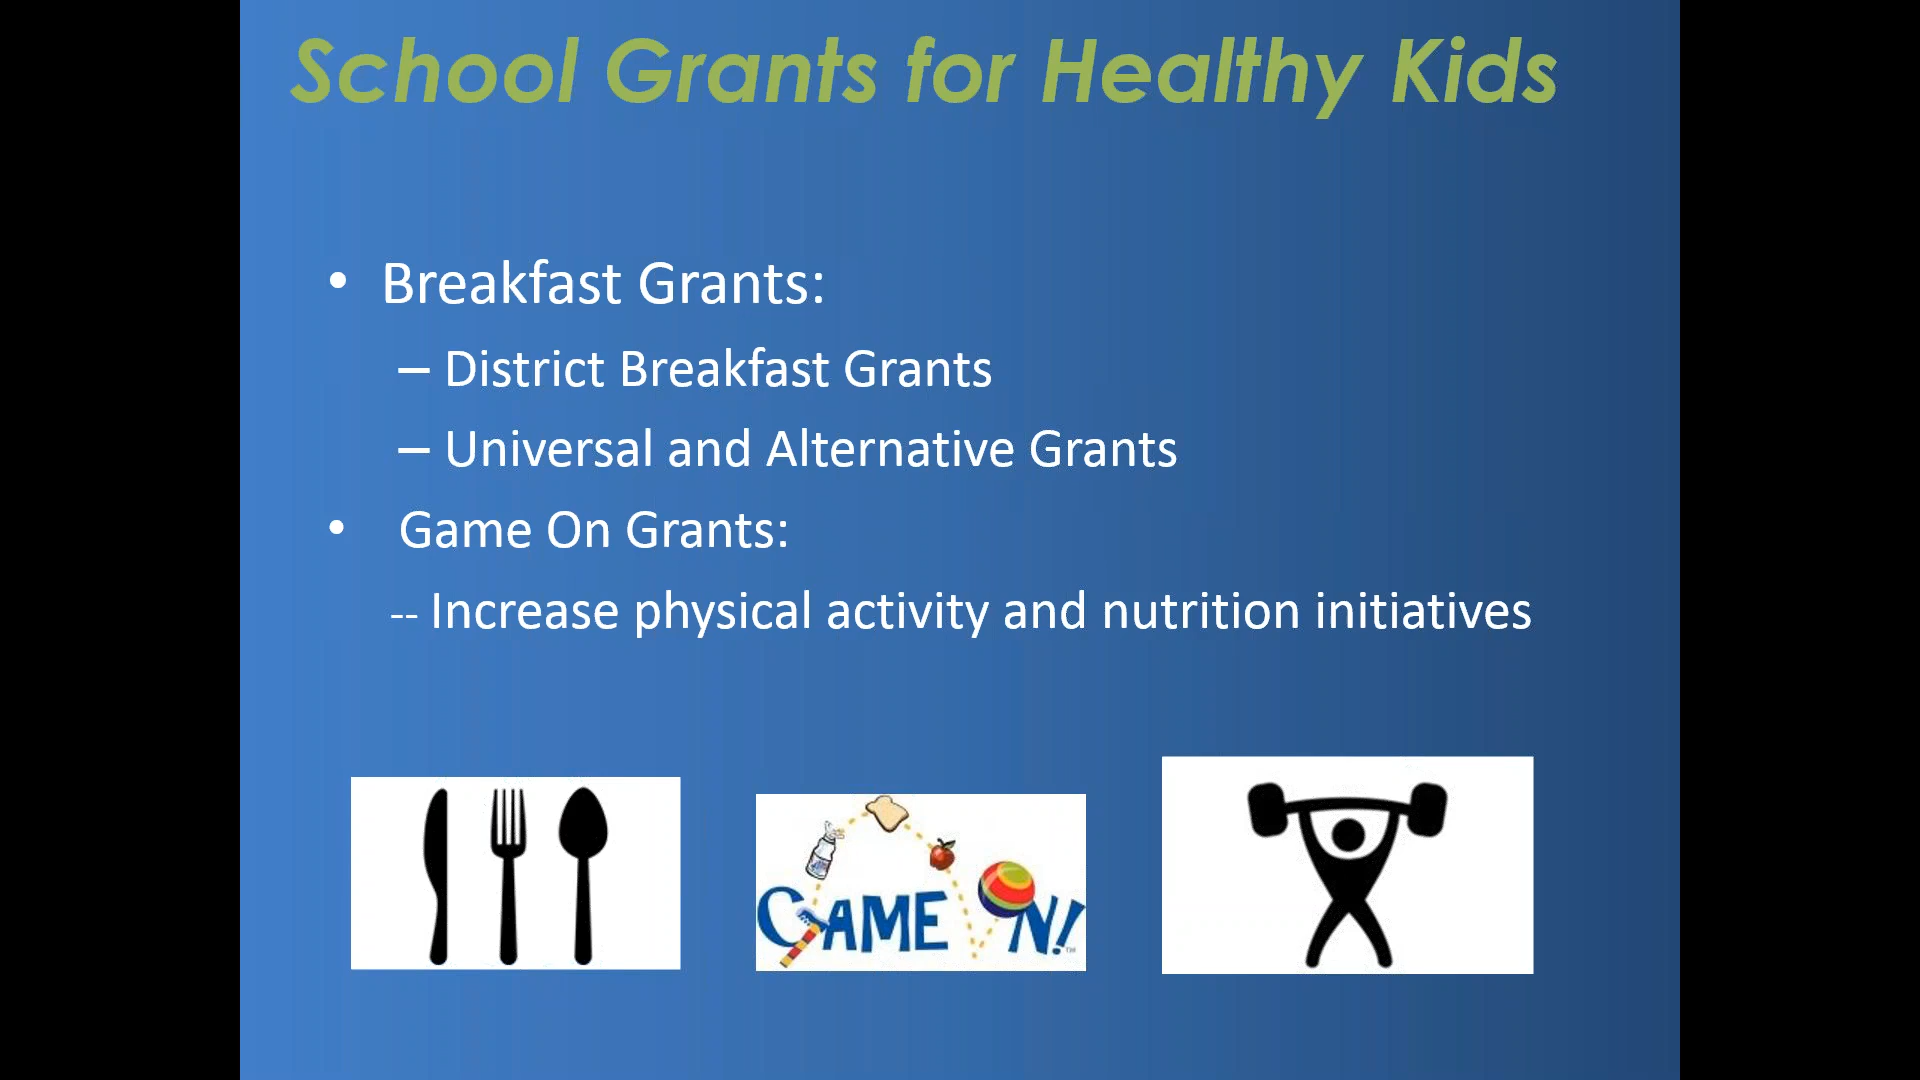 School Grants for Healthy Kids
• Breakfast Grants:
– District Breakfast Grants
– Universal and Alternative Grants
• Game On Grants:
-- Increase physical activity and nutrition initiatives
GAME ON!™